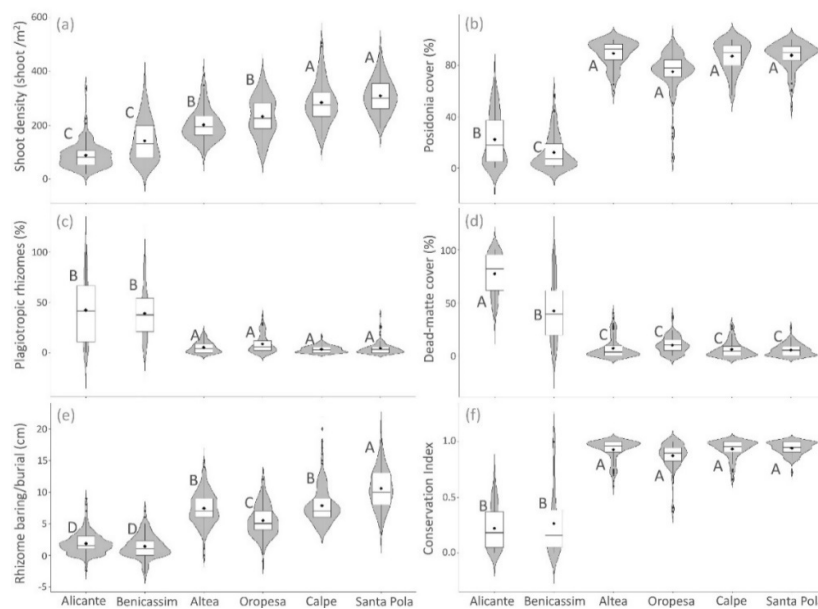 (a)
Shoot density (shoot /m²)
600
400
200
0
C
C
B
B
A
A
(b)
Posidonia cover (%)
80
40
0
B
C
A
A
A
A
(c)
Plagiotropic rhizomes (%)
100
50
0
B
B
A
A
A
A
(d)
Dead-matte cover (%)
100
50
0
A
B
C
C
C
C
(e)
Rhizome baring/burial (cm)
20
15
10
5
0
-5
D
D
B
C
B
A
Alicante Benicassim Altea Oropesa Calpe Santa Pola
(f)
Conservation Index
1.0
0.5
0.0
B
B
A
A
A
A
Alicante Benicassim Altea Oropesa Calpe Santa Pola